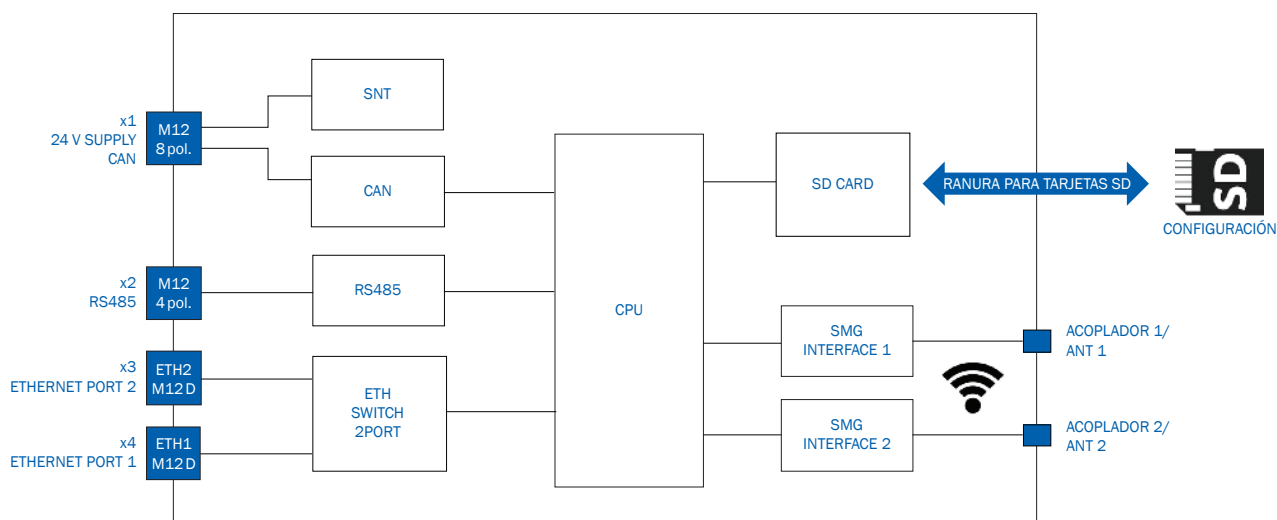 x1
24 V SUPPLY
CAN
M12
8 pol.
SNT
CAN
x2
RS485
M12
4 pol.
RS485
x3
ETHERNET PORT 2
ETH2
M12 D
x4
ETHERNET PORT 1
ETH1
M12 D
ETH
SWITCH
2PORT
CPU
SD CARD
RANURA PARA TARJETAS SD
SD
CONFIGURACIÓN
SMG
INTERFACE 1
ACOPLADOR 1/
ANT 1
SMG
INTERFACE 2
ACOPLADOR 2/
ANT 2